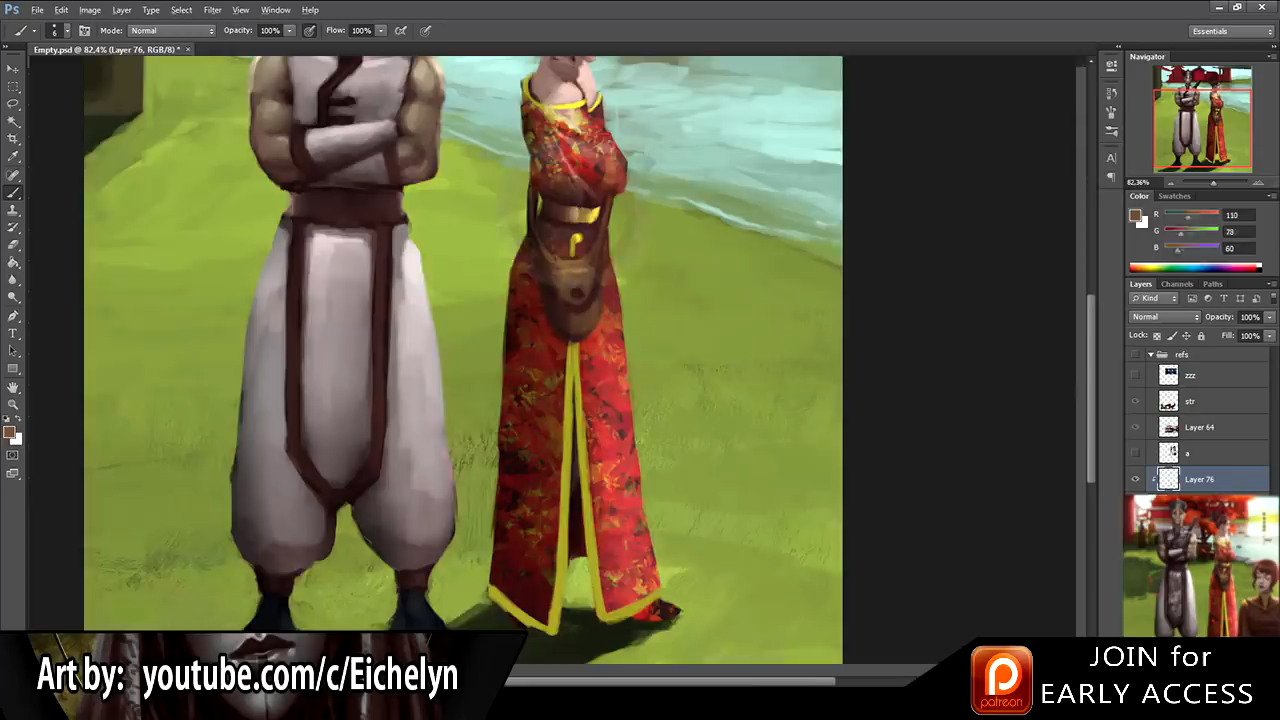 Ps File Edit Image Layer Type Select Filter View Window Help
6 Mode: Normal Opacity: 100% Flow: 100% Essentials
Empty.psd @ 82,4% (Layer 76, RGB/8) * ×
Navigator
82,36%
Color Swatches
R 110
G 79
B 60
Layers Channels Paths
Kind
Normal Opacity: 100%
Lock: Fill: 100%
refs
zzz
str
Layer 64
a
Layer 76
Art by: youtube.com/c/Eichelyn
patreon
JOIN for
EARLY ACCESS